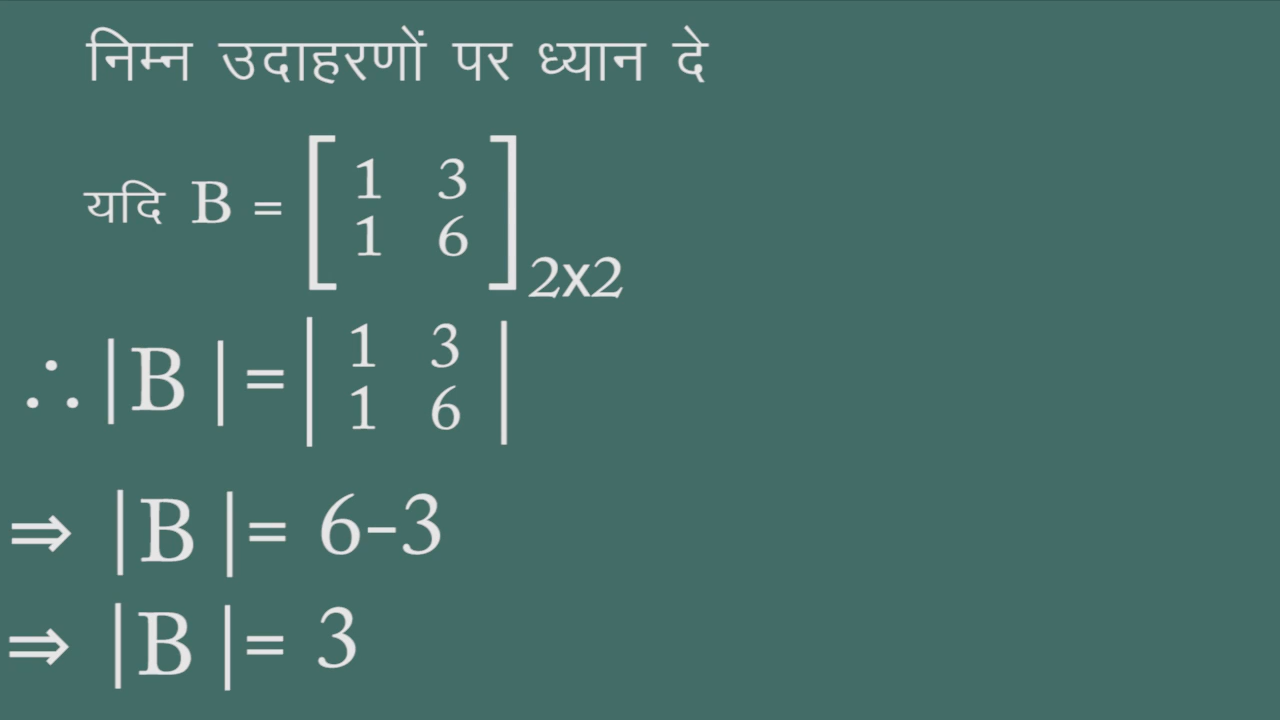 निम्न उदाहरणों पर ध्यान दे
यदि B = [ 1 3
1 6 ]2x2
∴ |B| = | 1 3
1 6 |
⇒ |B| = 6-3
⇒ |B| = 3